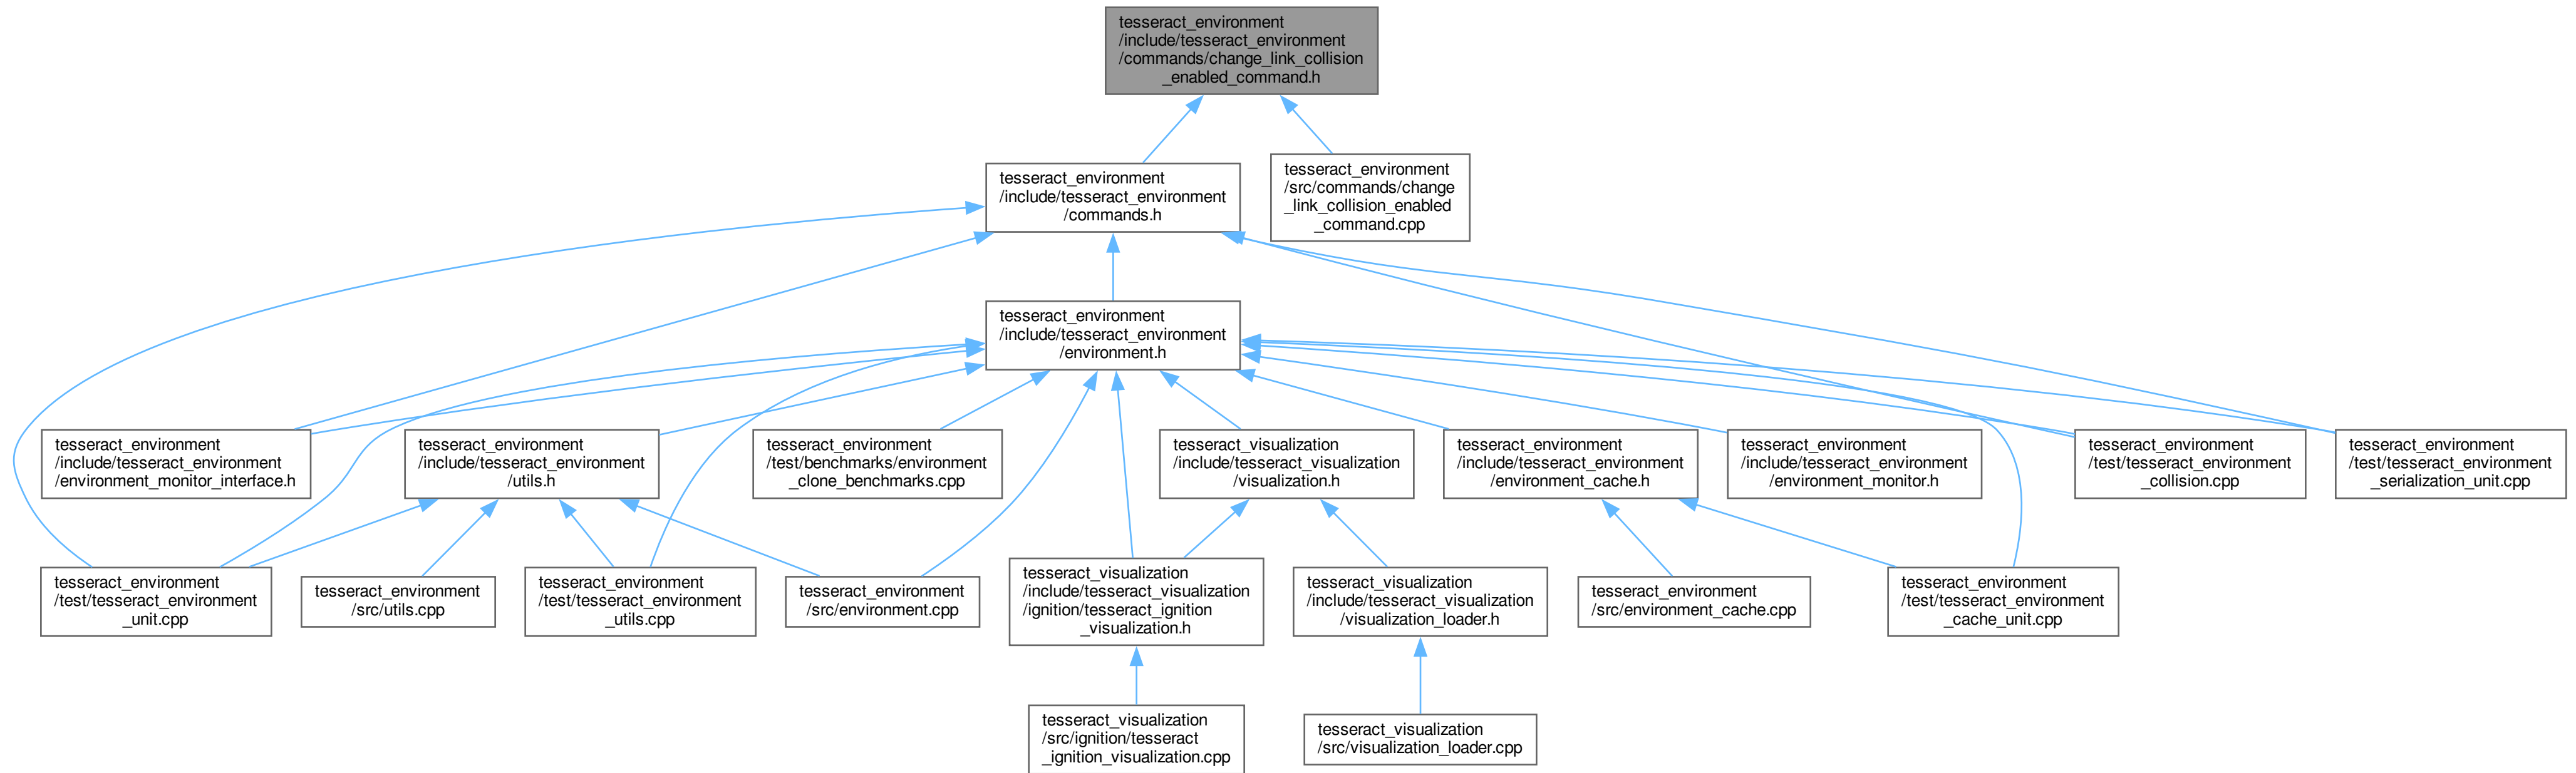 tesseract_environment
/include/tesseract_environment
/commands/change_link_collision
_enabled_command.h
tesseract_environment
/include/tesseract_environment
/commands.h
tesseract_environment
/src/commands/change
_link_collision_enabled
_command.cpp
tesseract_environment
/include/tesseract_environment
/environment.h
tesseract_environment
/include/tesseract_environment
/environment_monitor_interface.h
tesseract_environment
/include/tesseract_environment
/utils.h
tesseract_environment
/test/benchmarks/environment
_clone_benchmarks.cpp
tesseract_visualization
/include/tesseract_visualization
/visualization.h
tesseract_environment
/include/tesseract_environment
/environment_cache.h
tesseract_environment
/include/tesseract_environment
/environment_monitor.h
tesseract_environment
/test/tesseract_environment
_collision.cpp
tesseract_environment
/test/tesseract_environment
_serialization_unit.cpp
tesseract_environment
/test/tesseract_environment
_unit.cpp
tesseract_environment
/src/utils.cpp
tesseract_environment
/test/tesseract_environment
_utils.cpp
tesseract_environment
/src/environment.cpp
tesseract_visualization
/include/tesseract_visualization
/ignition/tesseract_ignition
_visualization.h
tesseract_visualization
/include/tesseract_visualization
/visualization_loader.h
tesseract_environment
/src/environment_cache.cpp
tesseract_environment
/test/tesseract_environment
_cache_unit.cpp
tesseract_visualization
/src/ignition/tesseract
_ignition_visualization.cpp
tesseract_visualization
/src/visualization_loader.cpp